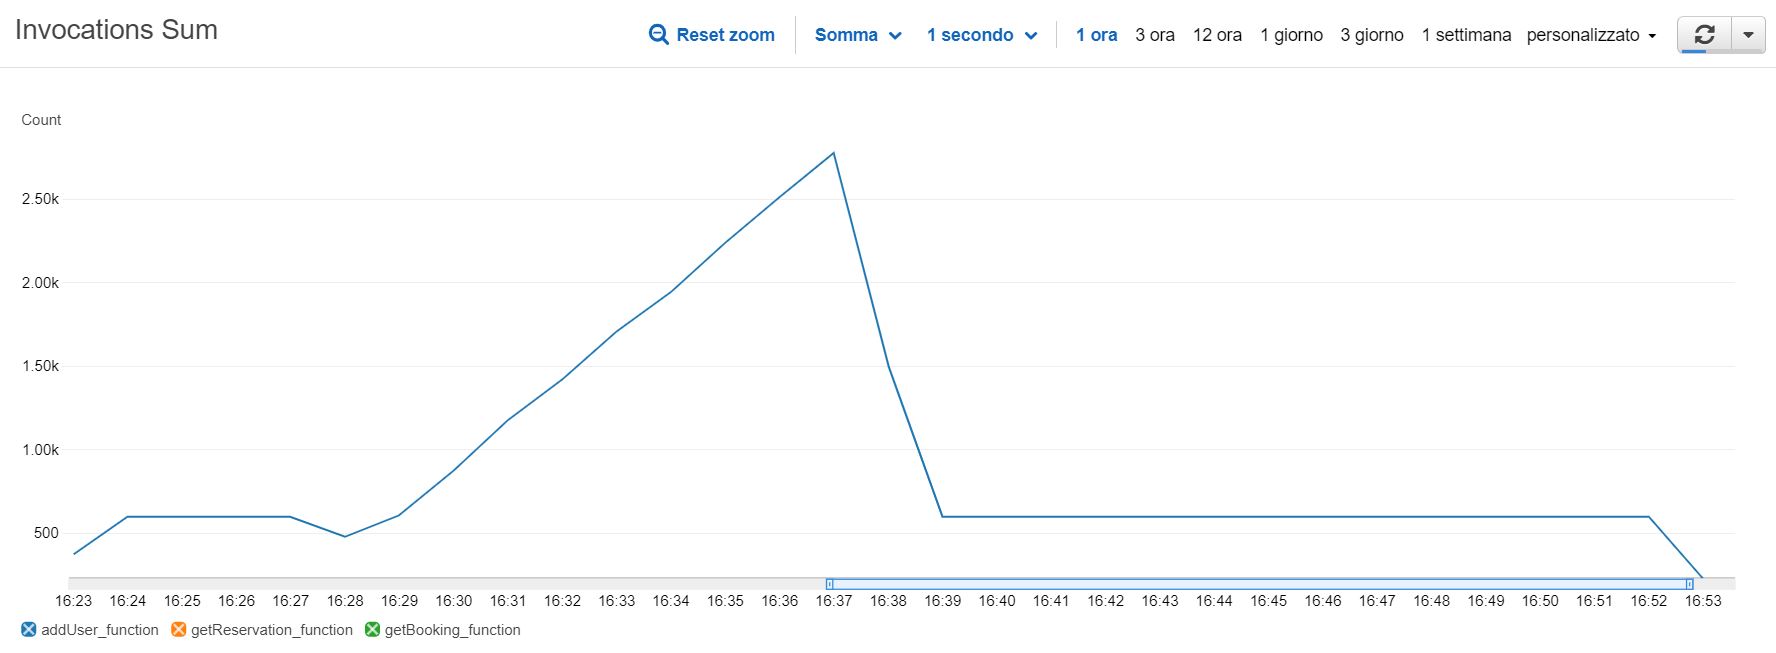 Invocations Sum
Reset zoom Somma 1 secondo 1 ora 3 ora 12 ora 1 giorno 3 giorno 1 settimana personalizzato
Count
2.50k
2.00k
1.50k
1.00k
500
16:23 16:24 16:25 16:26 16:27 16:28 16:29 16:30 16:31 16:32 16:33 16:34 16:35 16:36 16:37 16:38 16:39 16:40 16:41 16:42 16:43 16:44 16:45 16:46 16:47 16:48 16:49 16:50 16:51 16:52 16:53
addUser_function getReservation_function getBooking_function